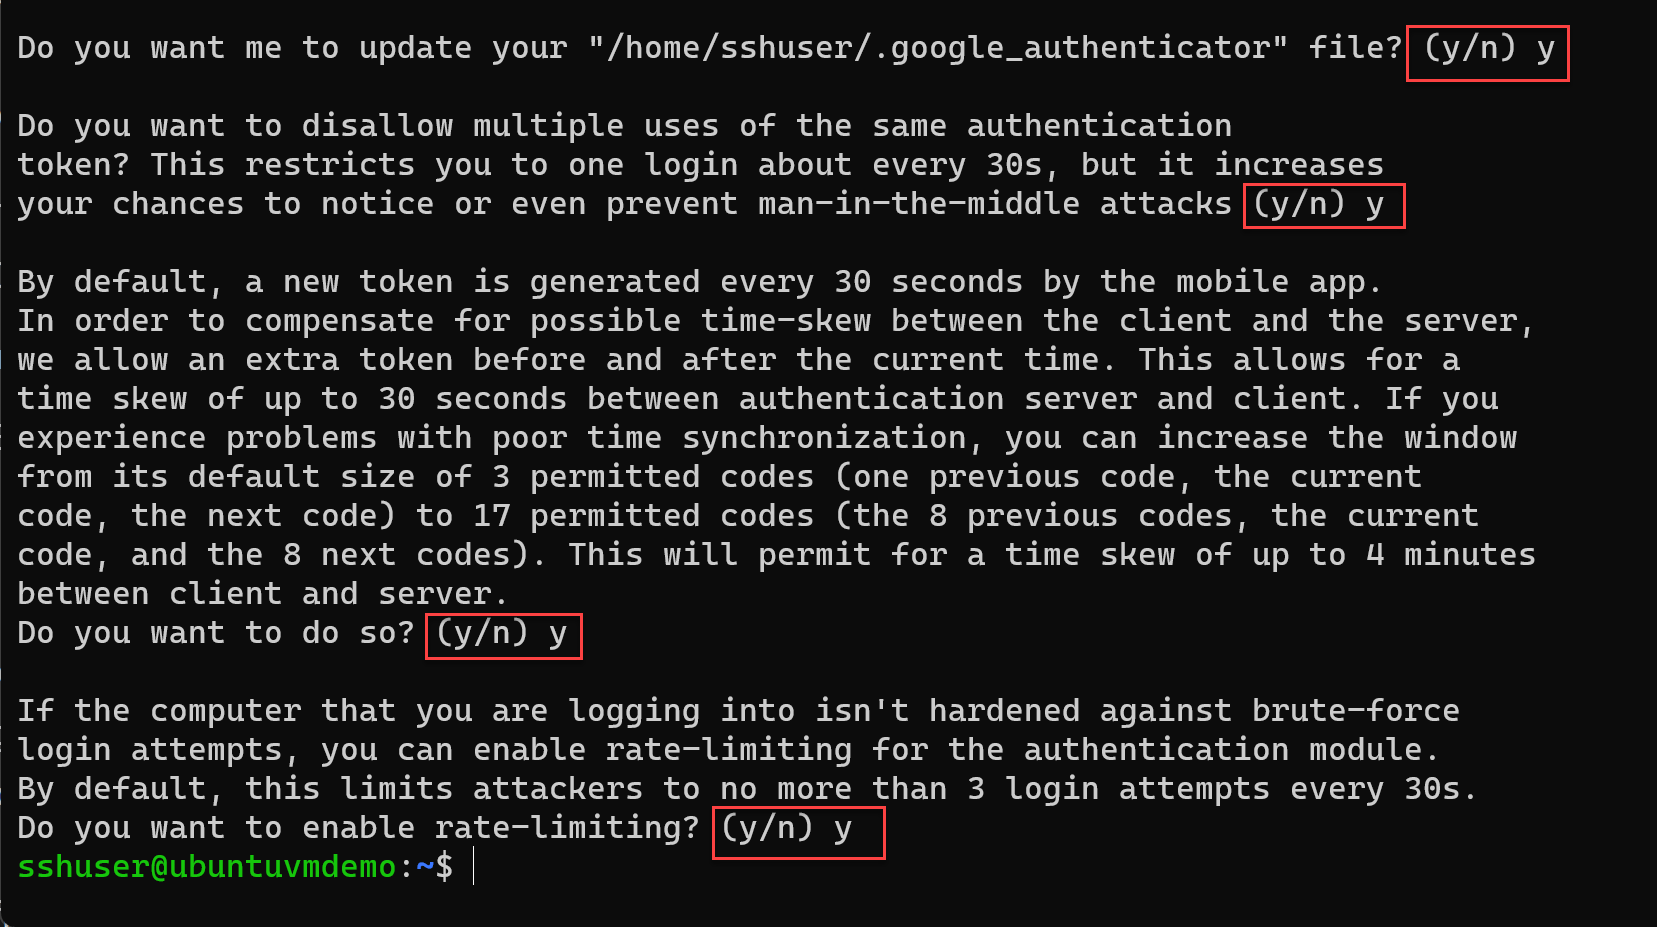 Do you want me to update your "/home/sshuser/.google_authenticator" file? (y/n) y
Do you want to disallow multiple uses of the same authentication
token? This restricts you to one login about every 30s, but it increases
your chances to notice or even prevent man-in-the-middle attacks (y/n) y
By default, a new token is generated every 30 seconds by the mobile app.
In order to compensate for possible time-skew between the client and the server,
we allow an extra token before and after the current time. This allows for a
time skew of up to 30 seconds between authentication server and client. If you
experience problems with poor time synchronization, you can increase the window
from its default size of 3 permitted codes (one previous code, the current
code, the next code) to 17 permitted codes (the 8 previous codes, the current
code, and the 8 next codes). This will permit for a time skew of up to 4 minutes
between client and server.
Do you want to do so? (y/n) y
If the computer that you are logging into isn't hardened against brute-force
login attempts, you can enable rate-limiting for the authentication module.
By default, this limits attackers to no more than 3 login attempts every 30s.
Do you want to enable rate-limiting? (y/n) y
sshuser@ubuntuvmdemo:~$